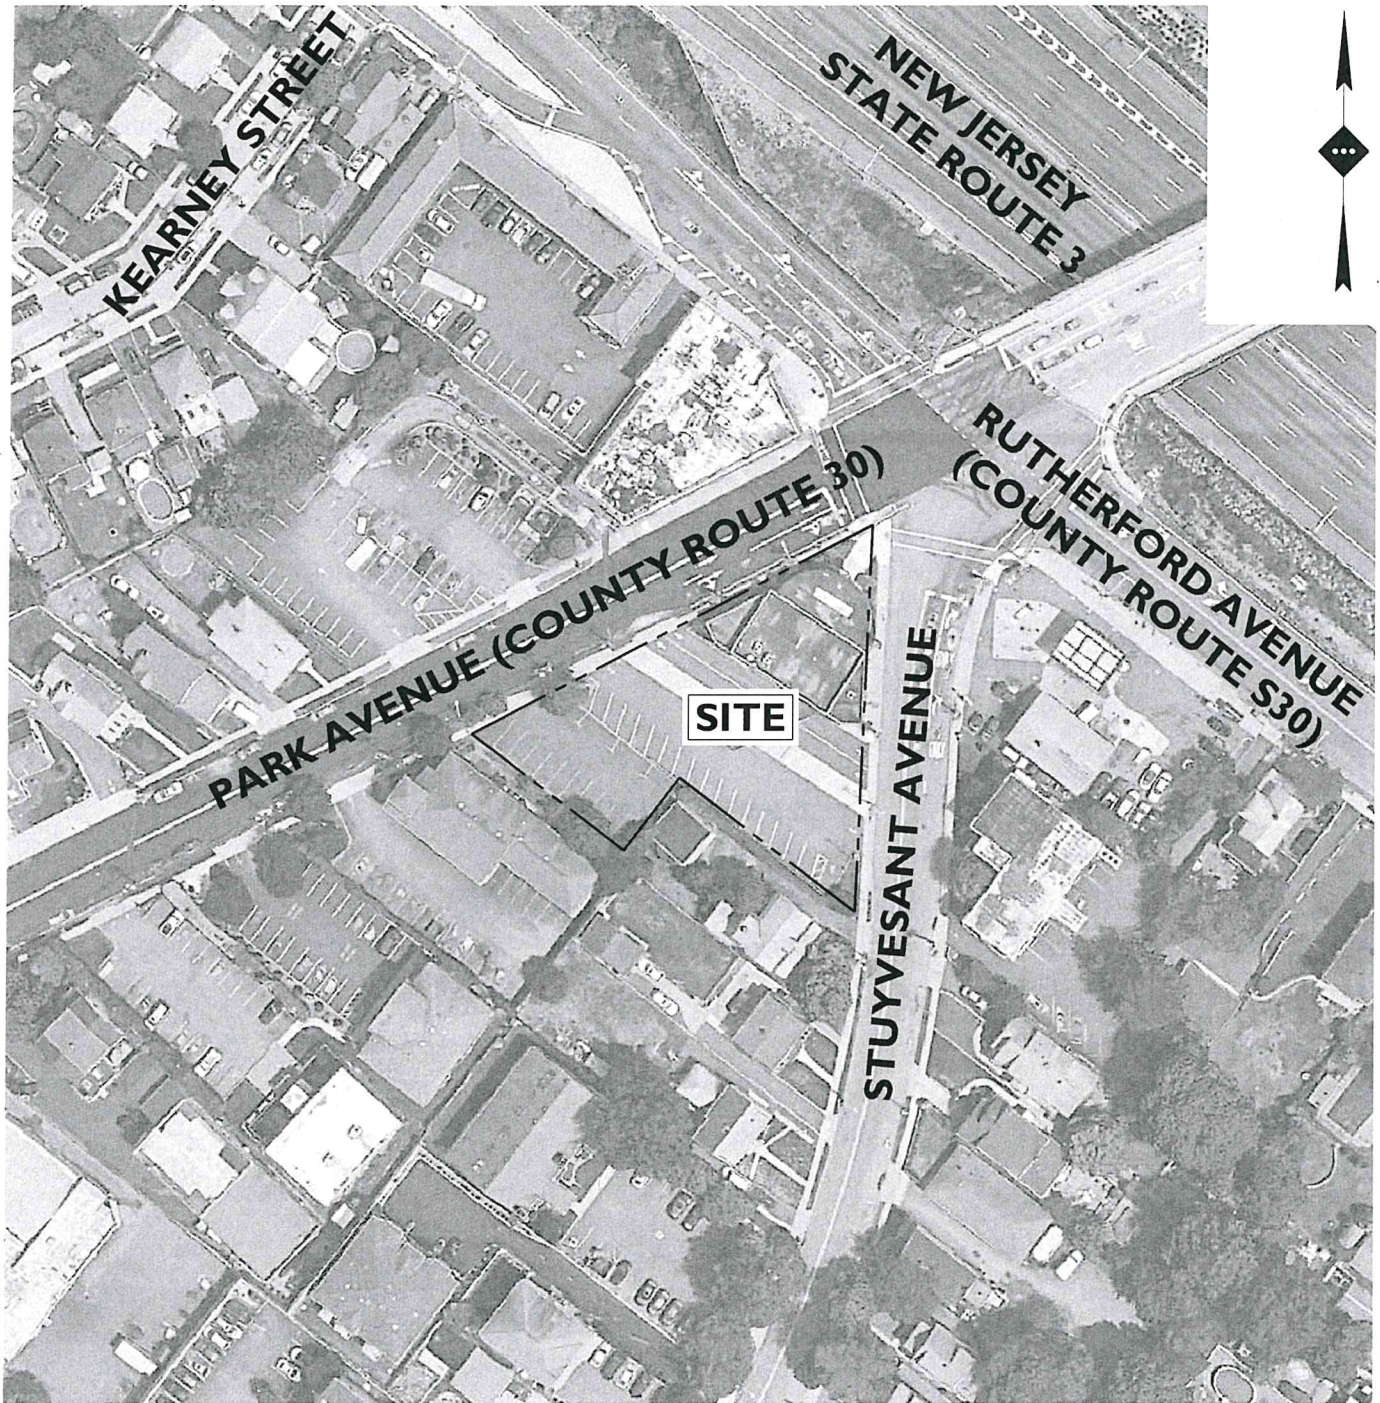 KEARNEY STREET
NEW JERSEY
STATE ROUTE 3
RUTHERFORD AVENUE
(COUNTY ROUTE S30)
PARK AVENUE (COUNTY ROUTE 30)
SITE
STUYVESANT AVENUE